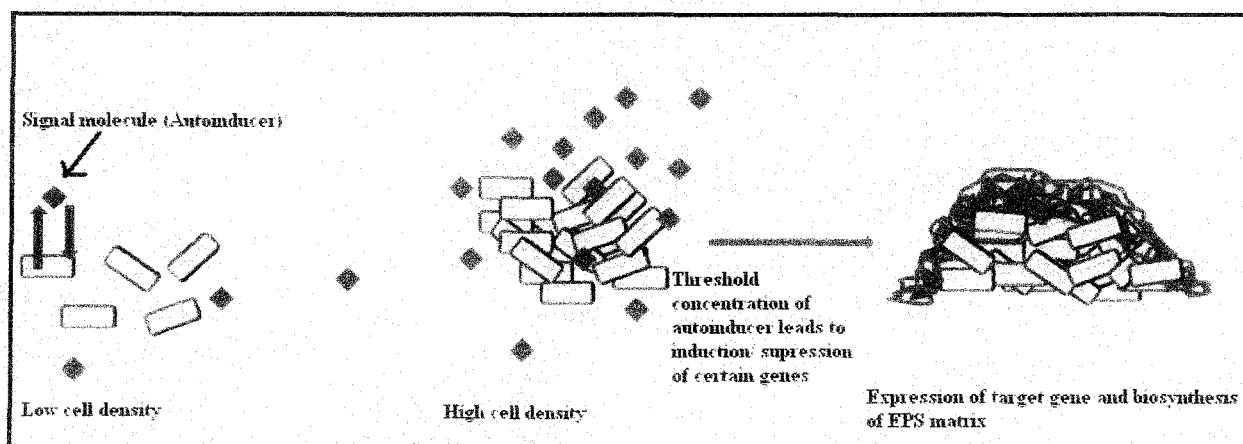 Signal molecule (Autoinducer)
Low cell density
High cell density
Threshold
concentration of
autoinducer leads to
induction/ supression
of certain genes
Expression of target gene and biosynthesis
of EPS matrix